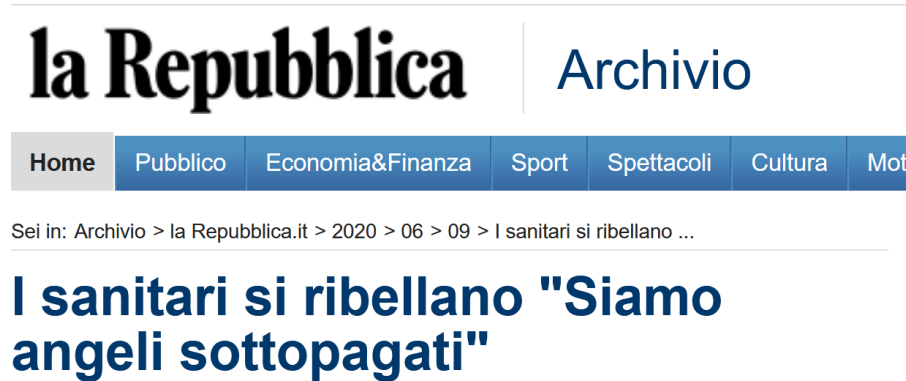 la Repubblica Archivio
Home Pubblico Economia&Finanza Sport Spettacoli Cultura Mot
Sei in: Archivio > la Repubblica.it > 2020 > 06 > 09 > I sanitari si ribellano ...
I sanitari si ribellano "Siamo
angeli sottopagati"